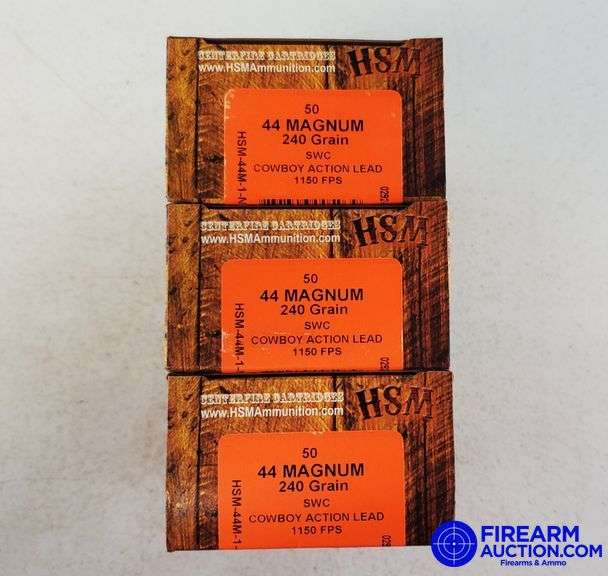 CENTERFIRE CARTRIDGES
www.HSMAmmunition.com
HSM
50
44 MAGNUM
240 Grain
SWC
COWBOY ACTION LEAD
1150 FPS
CENTERFIRE CARTRIDGES
www.HSMAmmunition.com
HSM
50
44 MAGNUM
240 Grain
SWC
COWBOY ACTION LEAD
1150 FPS
CENTERFIRE CARTRIDGES
www.HSMAmmunition.com
HSM
50
44 MAGNUM
240 Grain
SWC
COWBOY ACTION LEAD
1150 FPS
FIREARM
AUCTION.COM
Firearms & Ammo